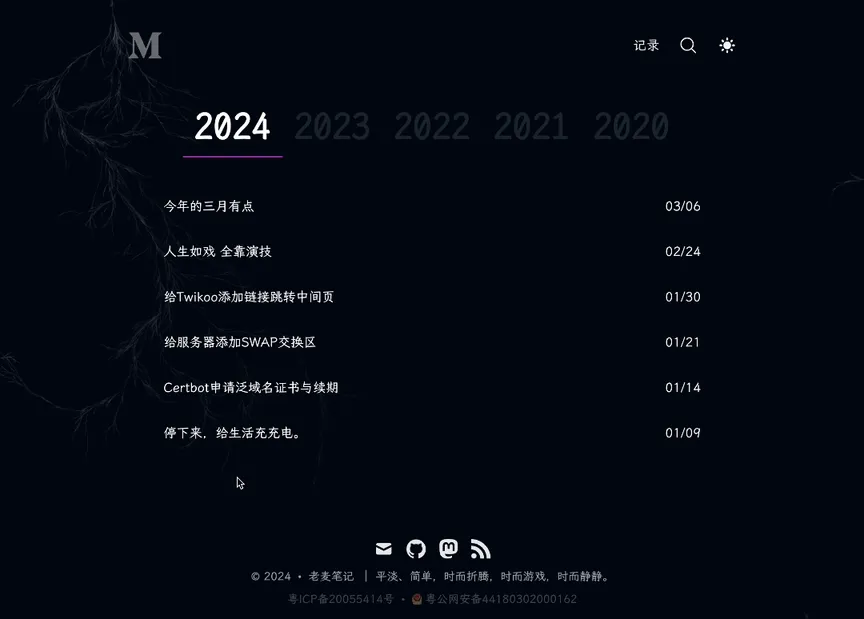 M
记录
2024 2023 2022 2021 2020
今年的三月有点 03/06
人生如戏 全靠演技 02/24
给Twikoo添加链接跳转中间页 01/30
给服务器添加SWAP交换区 01/21
Certbot申请泛域名证书与续期 01/14
停下来，给生活充充电。 01/09
© 2024 • 老麦笔记 | 平淡、简单，时而折腾，时而游戏，时而静静。
粤ICP备20055414号 • 粤公网安备44180302000162